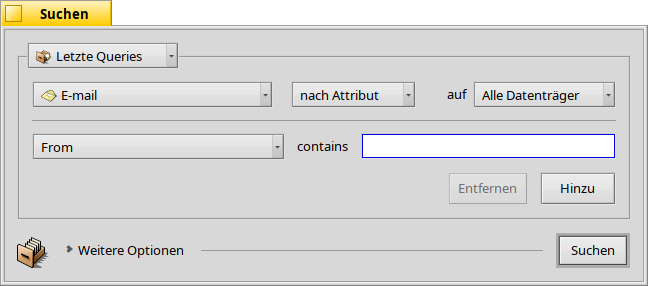 Suchen
Letzte Queries
E-mail nach Attribut auf Alle Datenträger
From contains
Entfernen Hinzu
Weitere Optionen Suchen